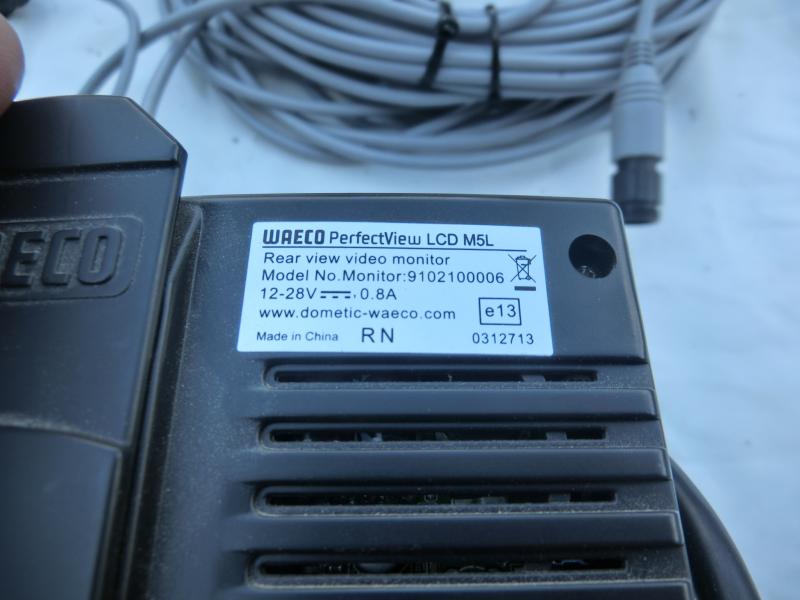 WAECO PerfectView LCD M5L
Rear view video monitor
Model No.Monitor:9102100006
12-28V⎓, 0.8A
www.dometic-waeco.com
e13
Made in China RN 0312713
AECO